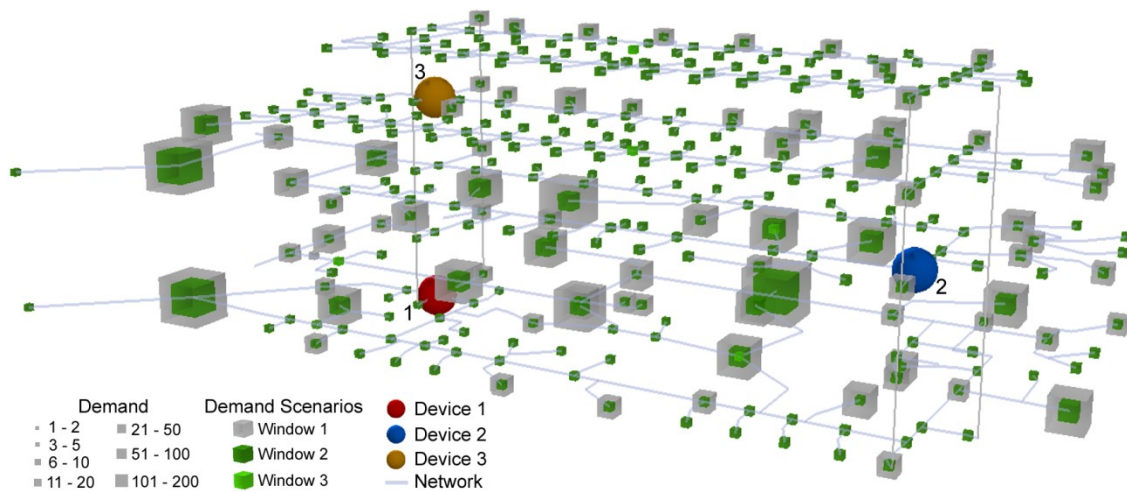 3
2
1
Demand
1 - 2
3 - 5
6 - 10
11 - 20
21 - 50
51 - 100
101 - 200
Demand Scenarios
Window 1
Window 2
Window 3
Device 1
Device 2
Device 3
Network